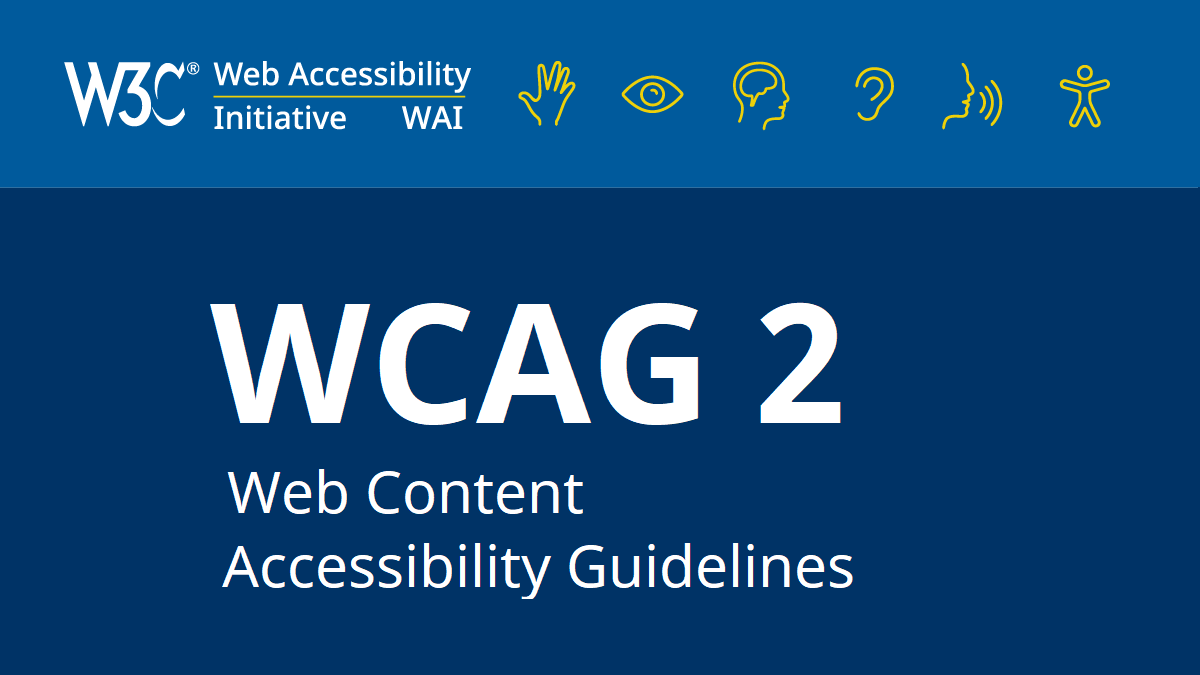 W3C® Web Accessibility
Initiative WAI
WCAG 2
Web Content
Accessibility Guidelines